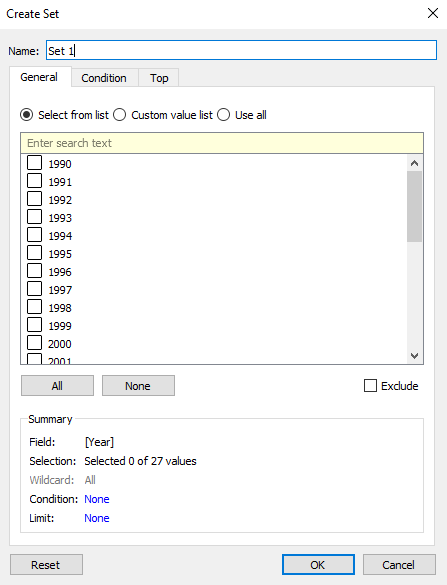 Create Set
Name: Set 1
General Condition Top
Select from list Custom value list Use all
Enter search text
1990
1991
1992
1993
1994
1995
1996
1997
1998
1999
2000
2001
All None Exclude
Summary
Field: [Year]
Selection: Selected 0 of 27 values
Wildcard: All
Condition: None
Limit: None
Reset OK Cancel